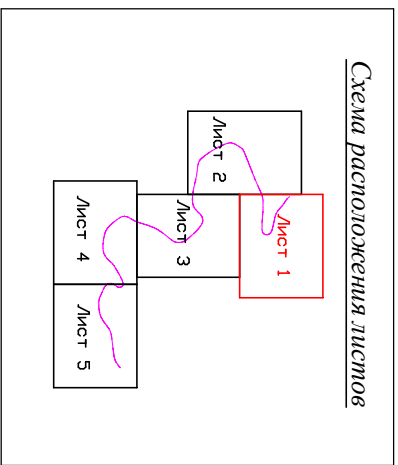 Схема расположения листов
Лист 1
Лист 2
Лист 3
Лист 4
Лист 5